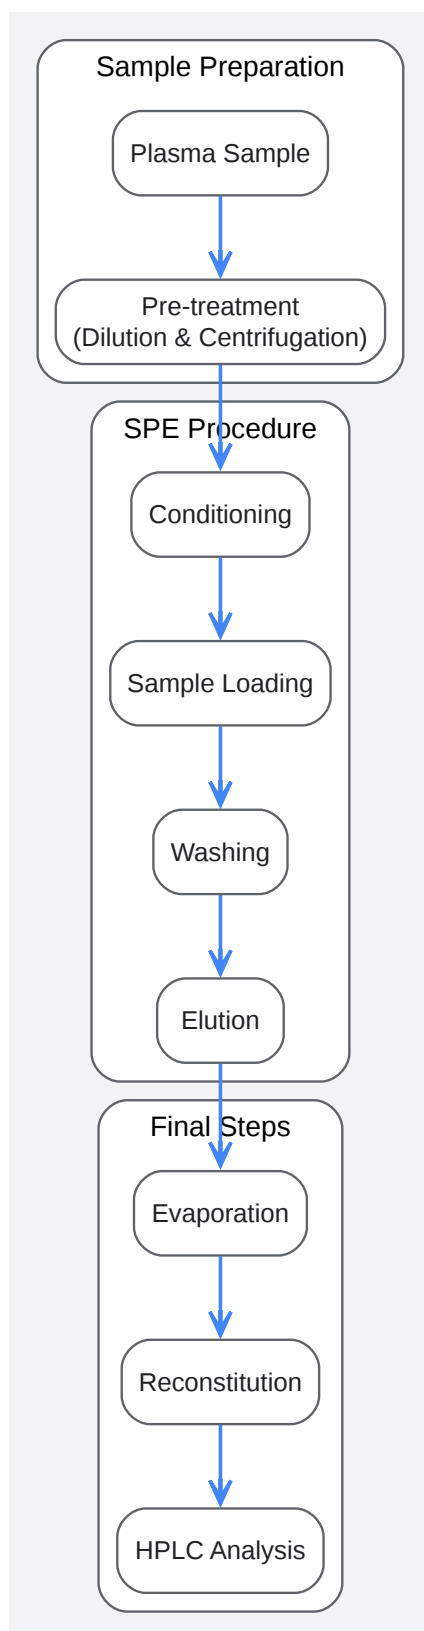 Sample Preparation
Plasma Sample
Pre-treatment
(Dilution & Centrifugation)
SPE Procedure
Conditioning
Sample Loading
Washing
Elution
Final Steps
Evaporation
Reconstitution
HPLC Analysis